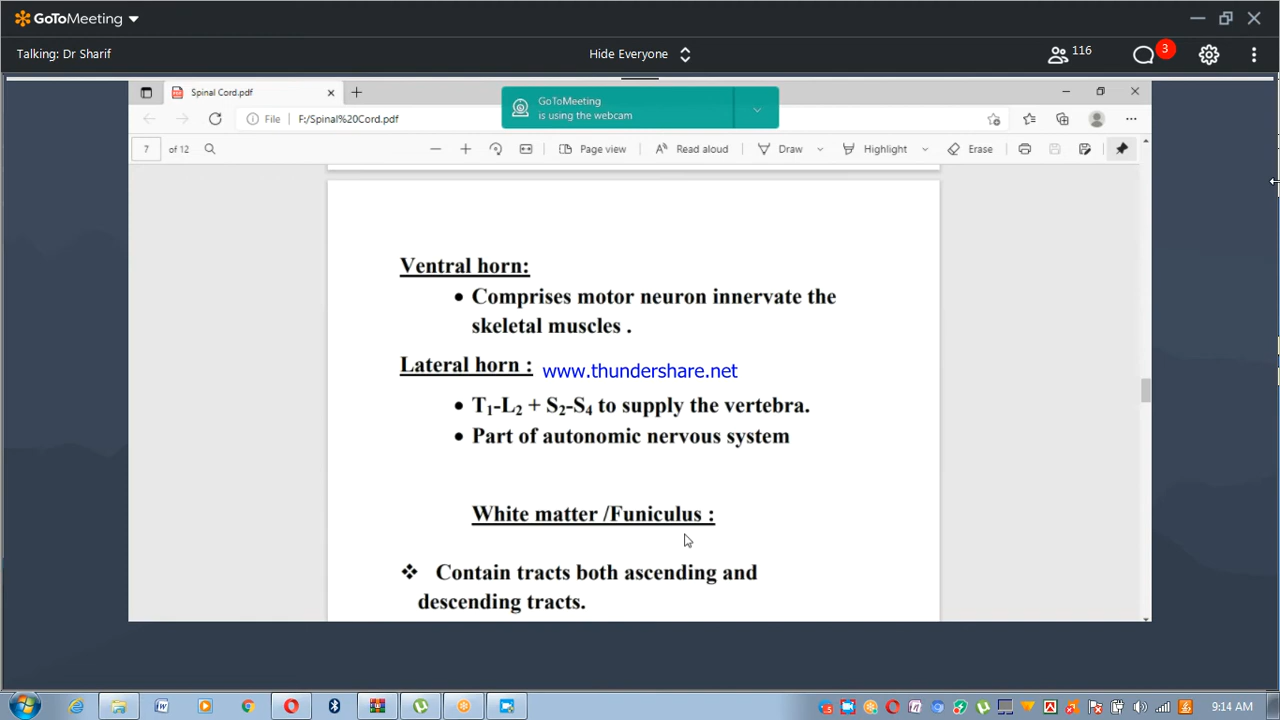 GoToMeeting
Talking: Dr Sharif
Hide Everyone
116
3
Spinal Cord.pdf
GoToMeeting
is using the webcam
File
F:/Spinal%20Cord.pdf
7 of 12
Page view
Read aloud
Draw
Highlight
Erase
Ventral horn:
• Comprises motor neuron innervate the
skeletal muscles .
Lateral horn :
www.thundershare.net
• T₁-L₂ + S₂-S₄ to supply the vertebra.
• Part of autonomic nervous system
White matter /Funiculus :
❖ Contain tracts both ascending and
descending tracts.
9:14 AM